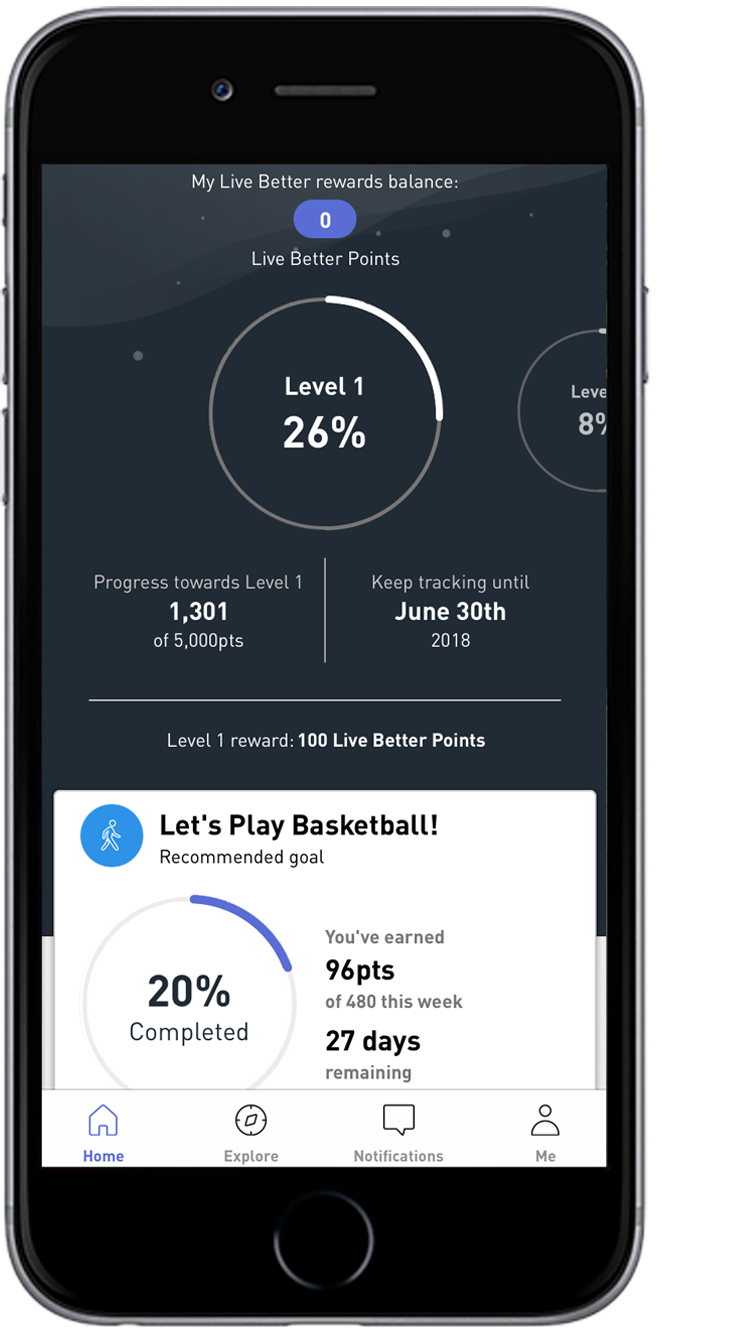 My Live Better rewards balance:
0
Live Better Points
Level 1
26%
Leve
8%
Progress towards Level 1
1,301
of 5,000pts
Keep tracking until
June 30th
2018
Level 1 reward: 100 Live Better Points
Let's Play Basketball!
Recommended goal
20%
Completed
You've earned
96pts
of 480 this week
27 days
remaining
Home
Explore
Notifications
Me